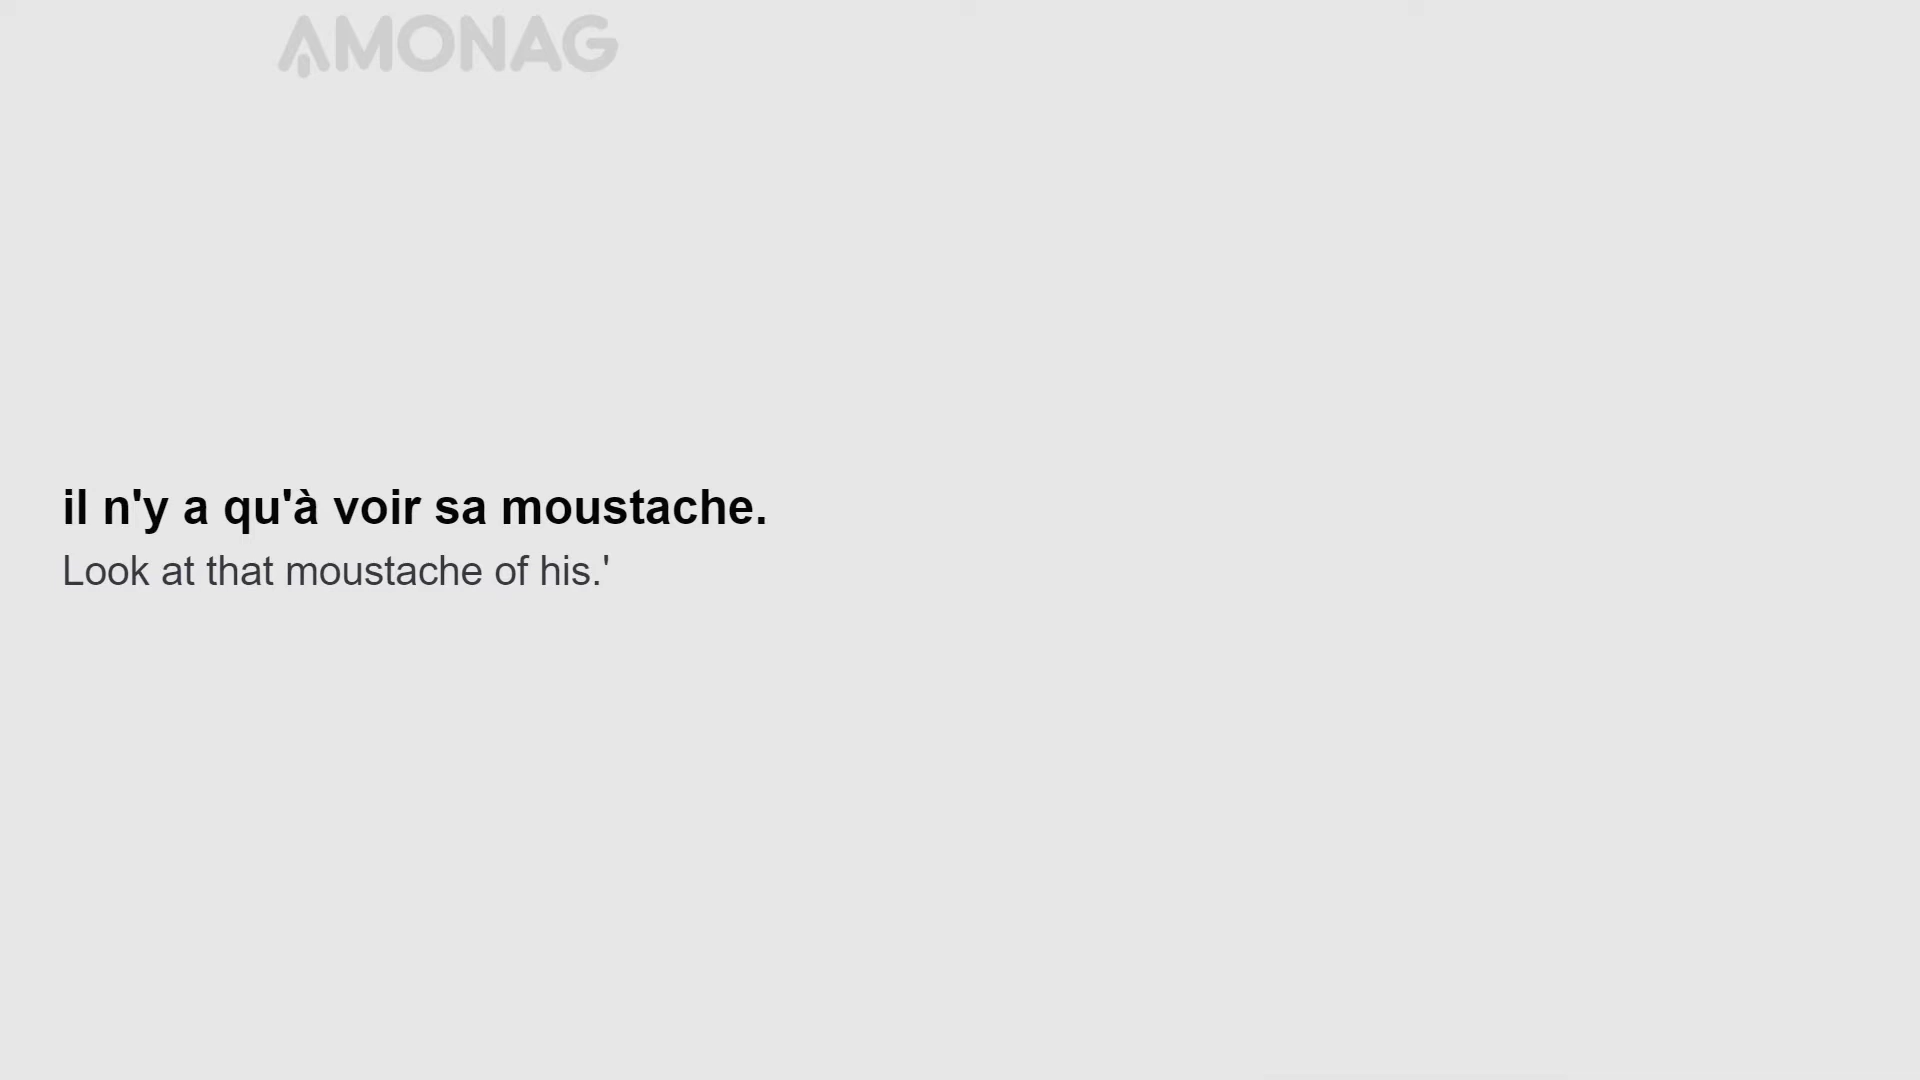 AMONAG
il n'y a qu'à voir sa moustache.
Look at that moustache of his.'